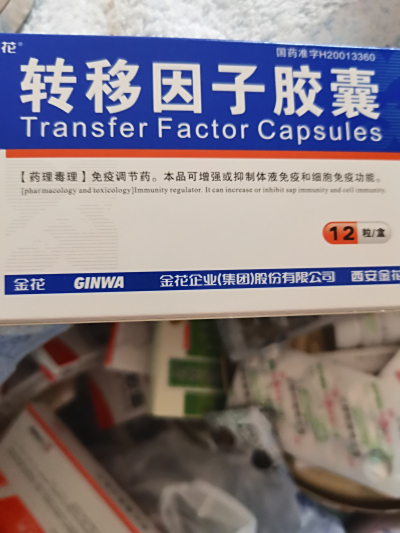 花®
国药准字H20013360
转移因子胶囊
Transfer Factor Capsules
【药理毒理】免疫调节药。本品可增强或抑制体液免疫和细胞免疫功能。
[pharmacology and toxicology]Immunity regulator. It can increase or inhibit sap immunity and cell immunity.
12 粒/盒
金花 GINWA 金花企业(集团)股份有限公司 西安金花